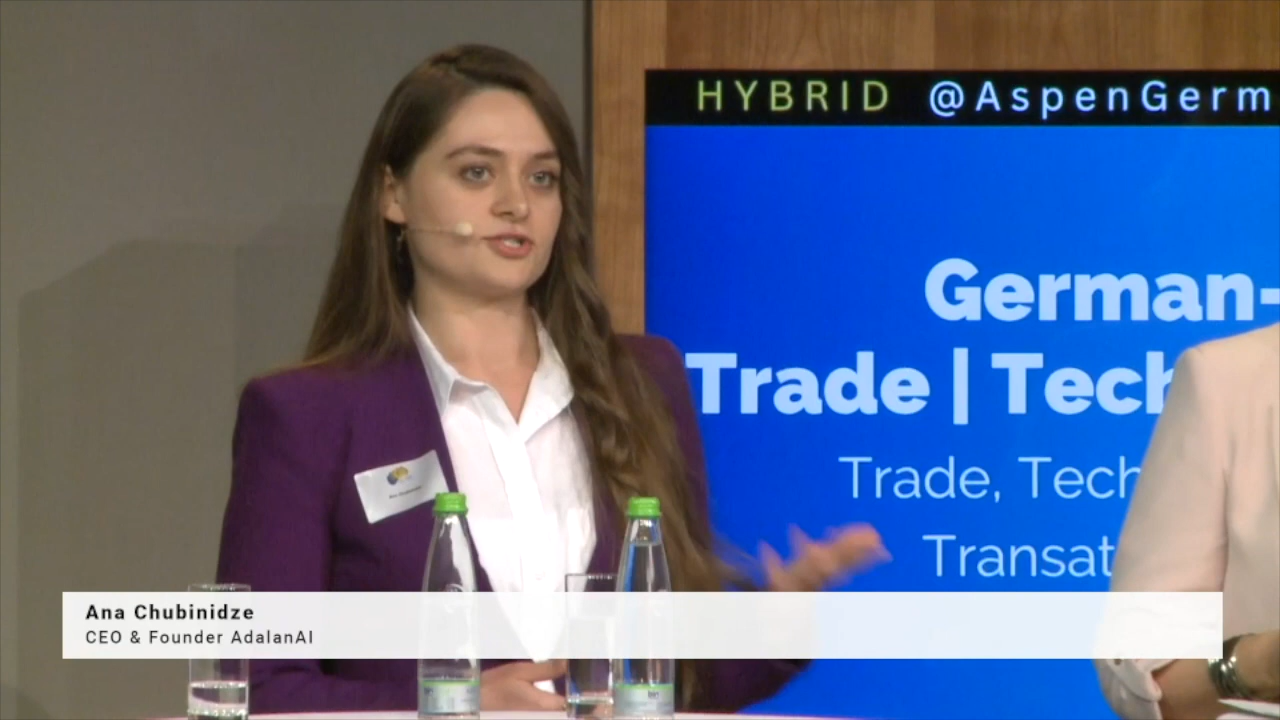 HYBRID @AspenGerm
German-
Trade | Tech
Trade, Tech
Transat
Ana Chubinidze
CEO & Founder AdalanAI